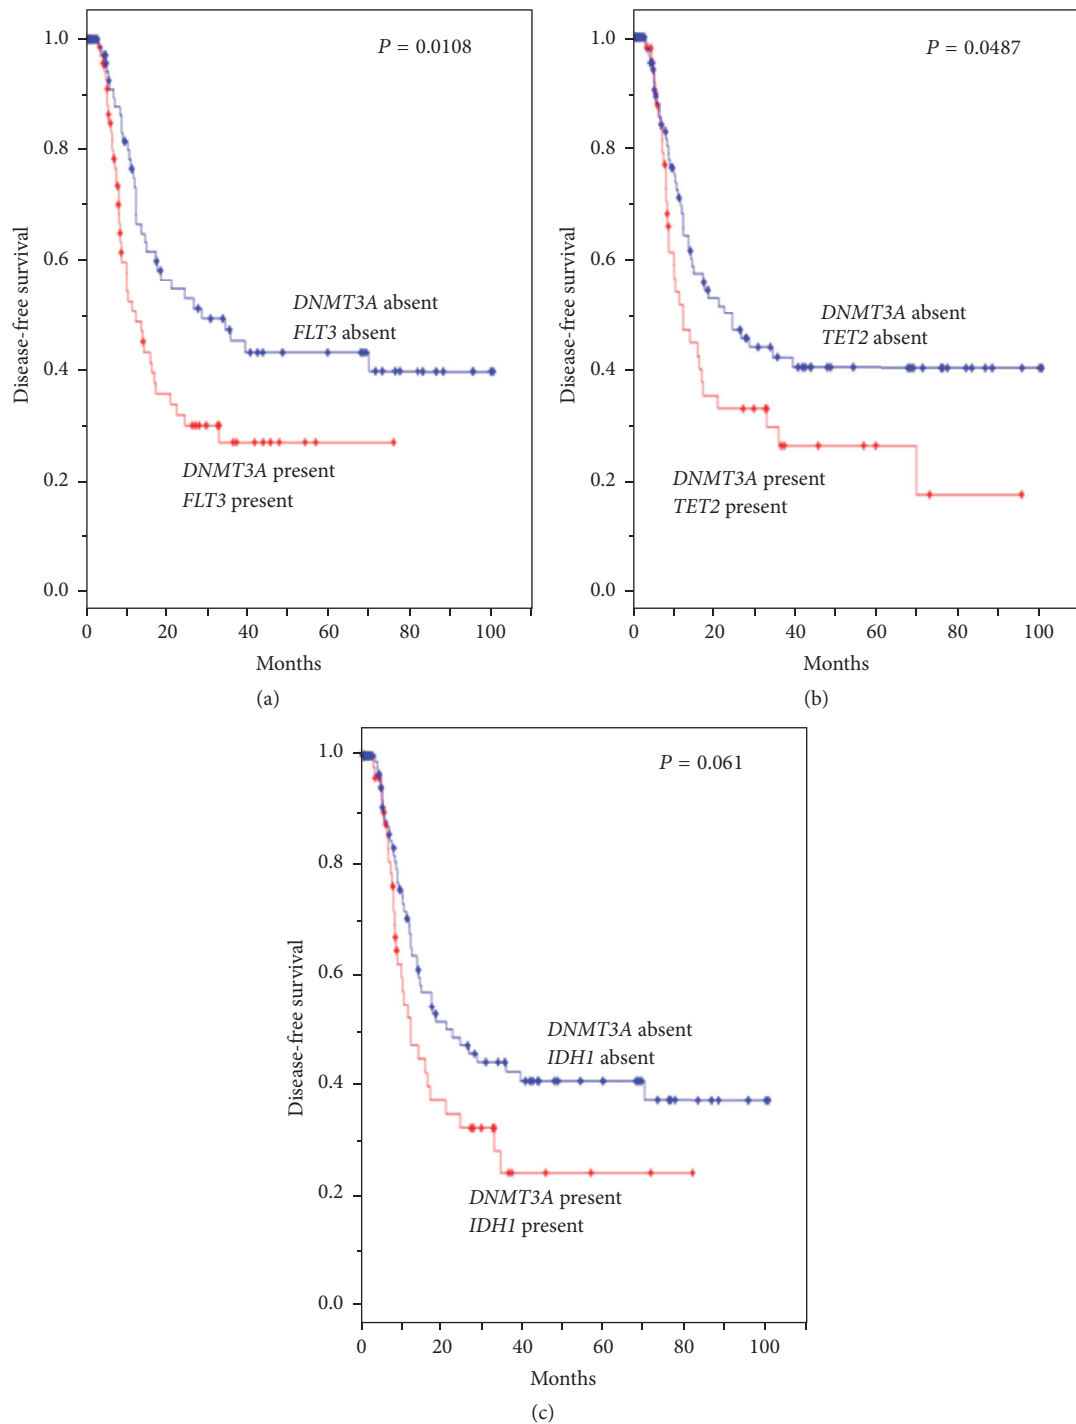 P = 0.0108
1.0
0.8
0.6
0.4
0.2
0.0
Disease-free survival
DNMT3A absent
FLT3 absent
DNMT3A present
FLT3 present
0 20 40 60 80 100
Months
(a)
P = 0.0487
1.0
0.8
0.6
0.4
0.2
0.0
Disease-free survival
DNMT3A absent
TET2 absent
DNMT3A present
TET2 present
0 20 40 60 80 100
Months
(b)
P = 0.061
1.0
0.8
0.6
0.4
0.2
0.0
Disease-free survival
DNMT3A absent
IDH1 absent
DNMT3A present
IDH1 present
0 20 40 60 80 100
Months
(c)